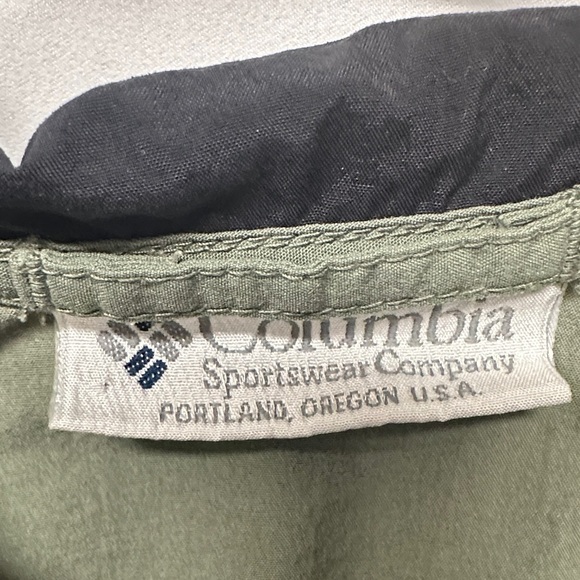 Columbia
Sportswear Company
PORTLAND, OREGON U.S.A.